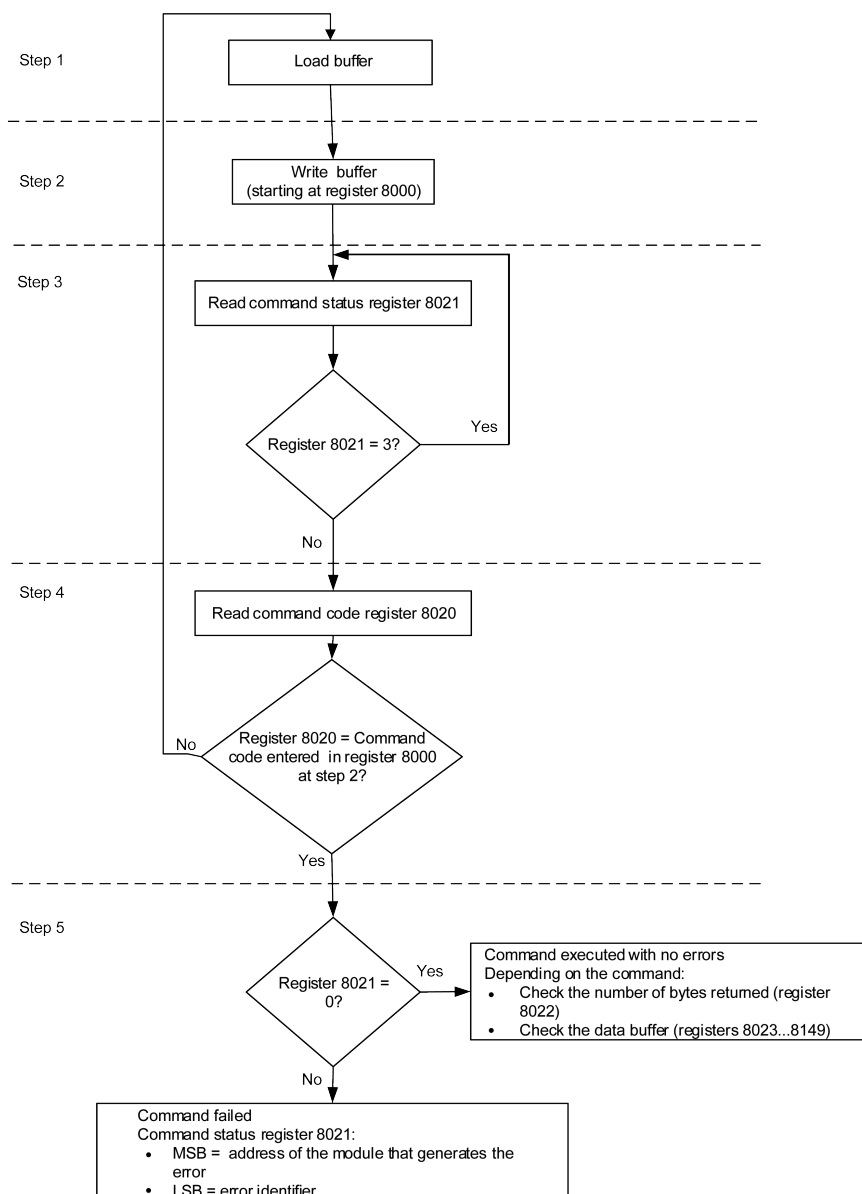 Step 1
Load buffer
Step 2
Write buffer
(starting at register 8000)
Step 3
Read command status register 8021
Register 8021 = 3?
Yes
No
Step 4
Read command code register 8020
Register 8020 = Command
code entered in register 8000
at step 2?
No
Yes
Step 5
Register 8021 =
0?
Yes
Command executed with no errors
Depending on the command:
• Check the number of bytes returned (register
8022)
• Check the data buffer (registers 8023...8149)
No
Command failed
Command status register 8021:
• MSB = address of the module that generates the
error
• LSB = error identifier